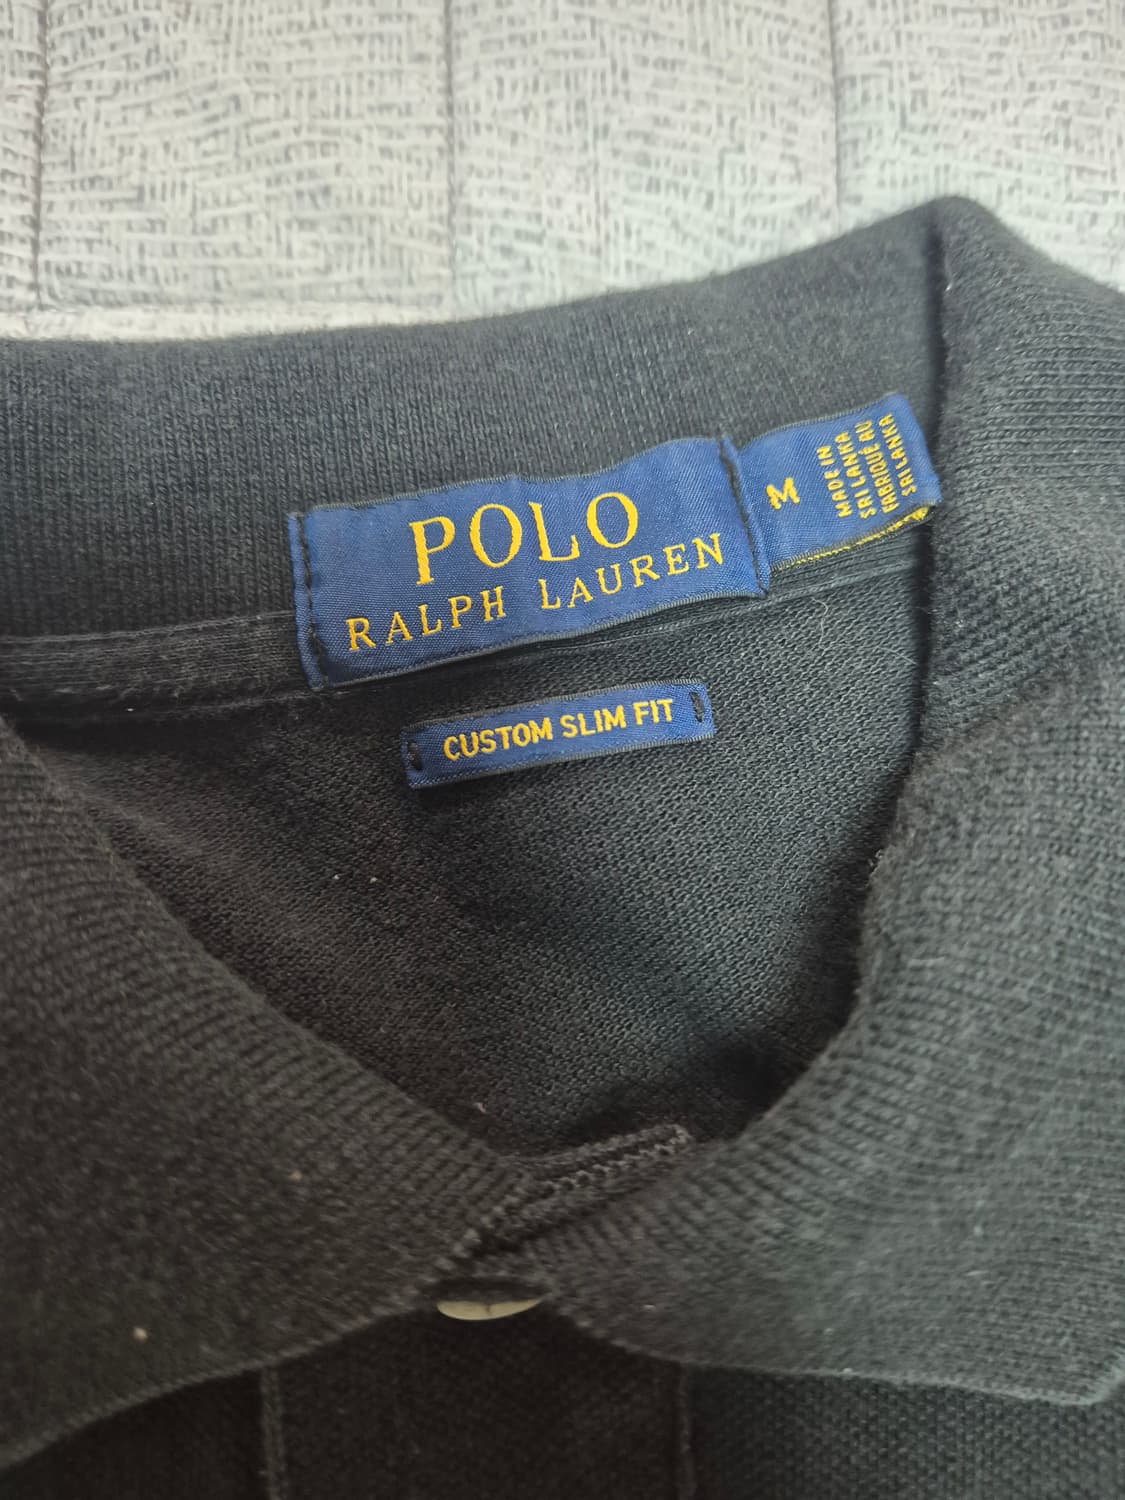 POLO
RALPH LAUREN
M
MADE IN
SRI LANKA
FABRIQUÉ AU
SRI LANKA
CUSTOM SLIM FIT